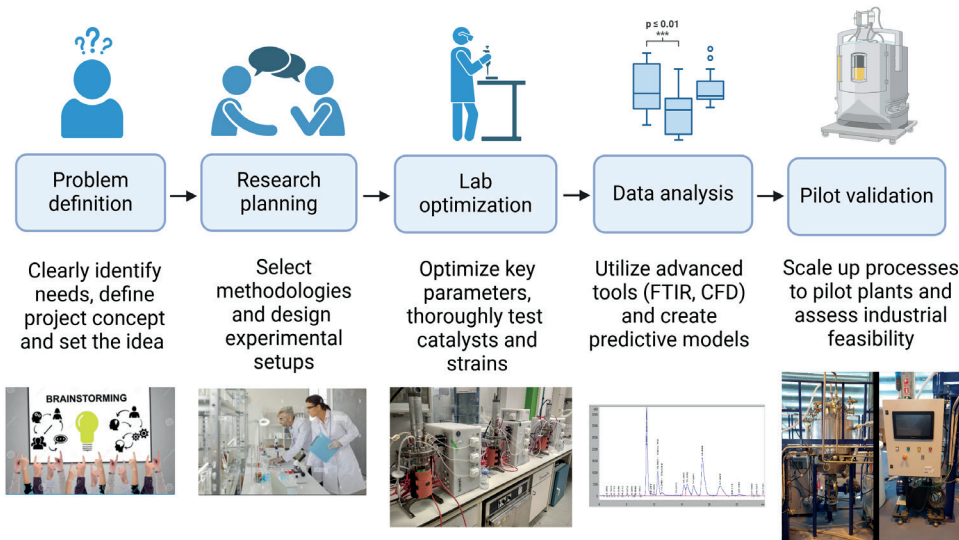 ???
p ≤ 0.01
***
Problem
definition
Research
planning
Lab
optimization
Data analysis
Pilot validation
Clearly identify
needs, define
project concept
and set the idea
Select
methodologies
and design
experimental
setups
Optimize key
parameters,
thoroughly test
catalysts and
strains
Utilize advanced
tools (FTIR, CFD)
and create
predictive models
Scale up processes
to pilot plants and
assess industrial
feasibility
BRAINSTORMING